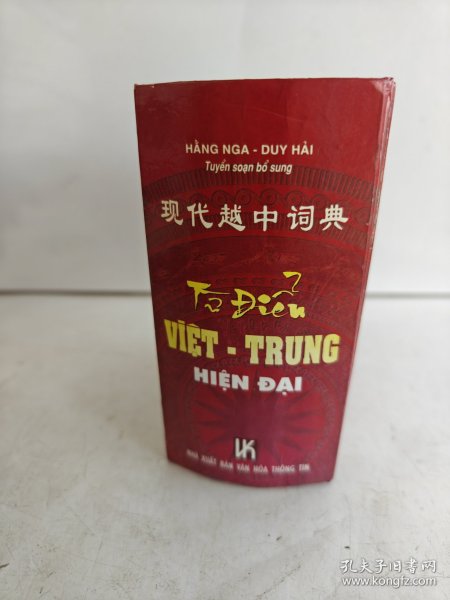 HẰNG NGA - DUY HẢI
Tuyển soạn bổ sung
现代越中词典
Từ Điển
VIỆT - TRUNG
HIỆN ĐẠI
VK
NHÀ XUẤT BẢN VĂN HÓA THÔNG TIN
孔夫子旧书网
www.kongfz.com